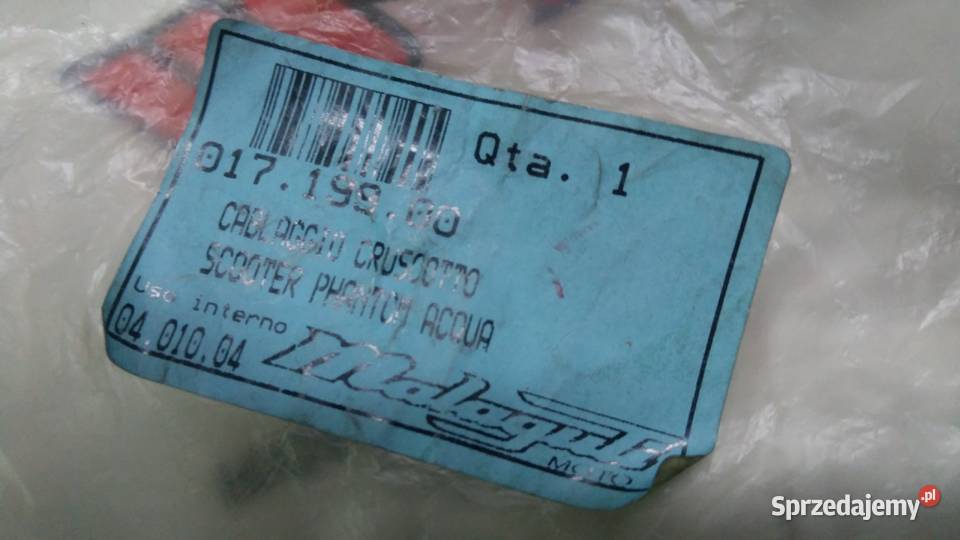 Qta. 1
017.199.00
CABLAGGIO CRUSCOTTO
SCOOTER PHANTOM ACQUA
Uso interno
04.010.04
Malaguti
MOTO
Sprzedajemy.pl